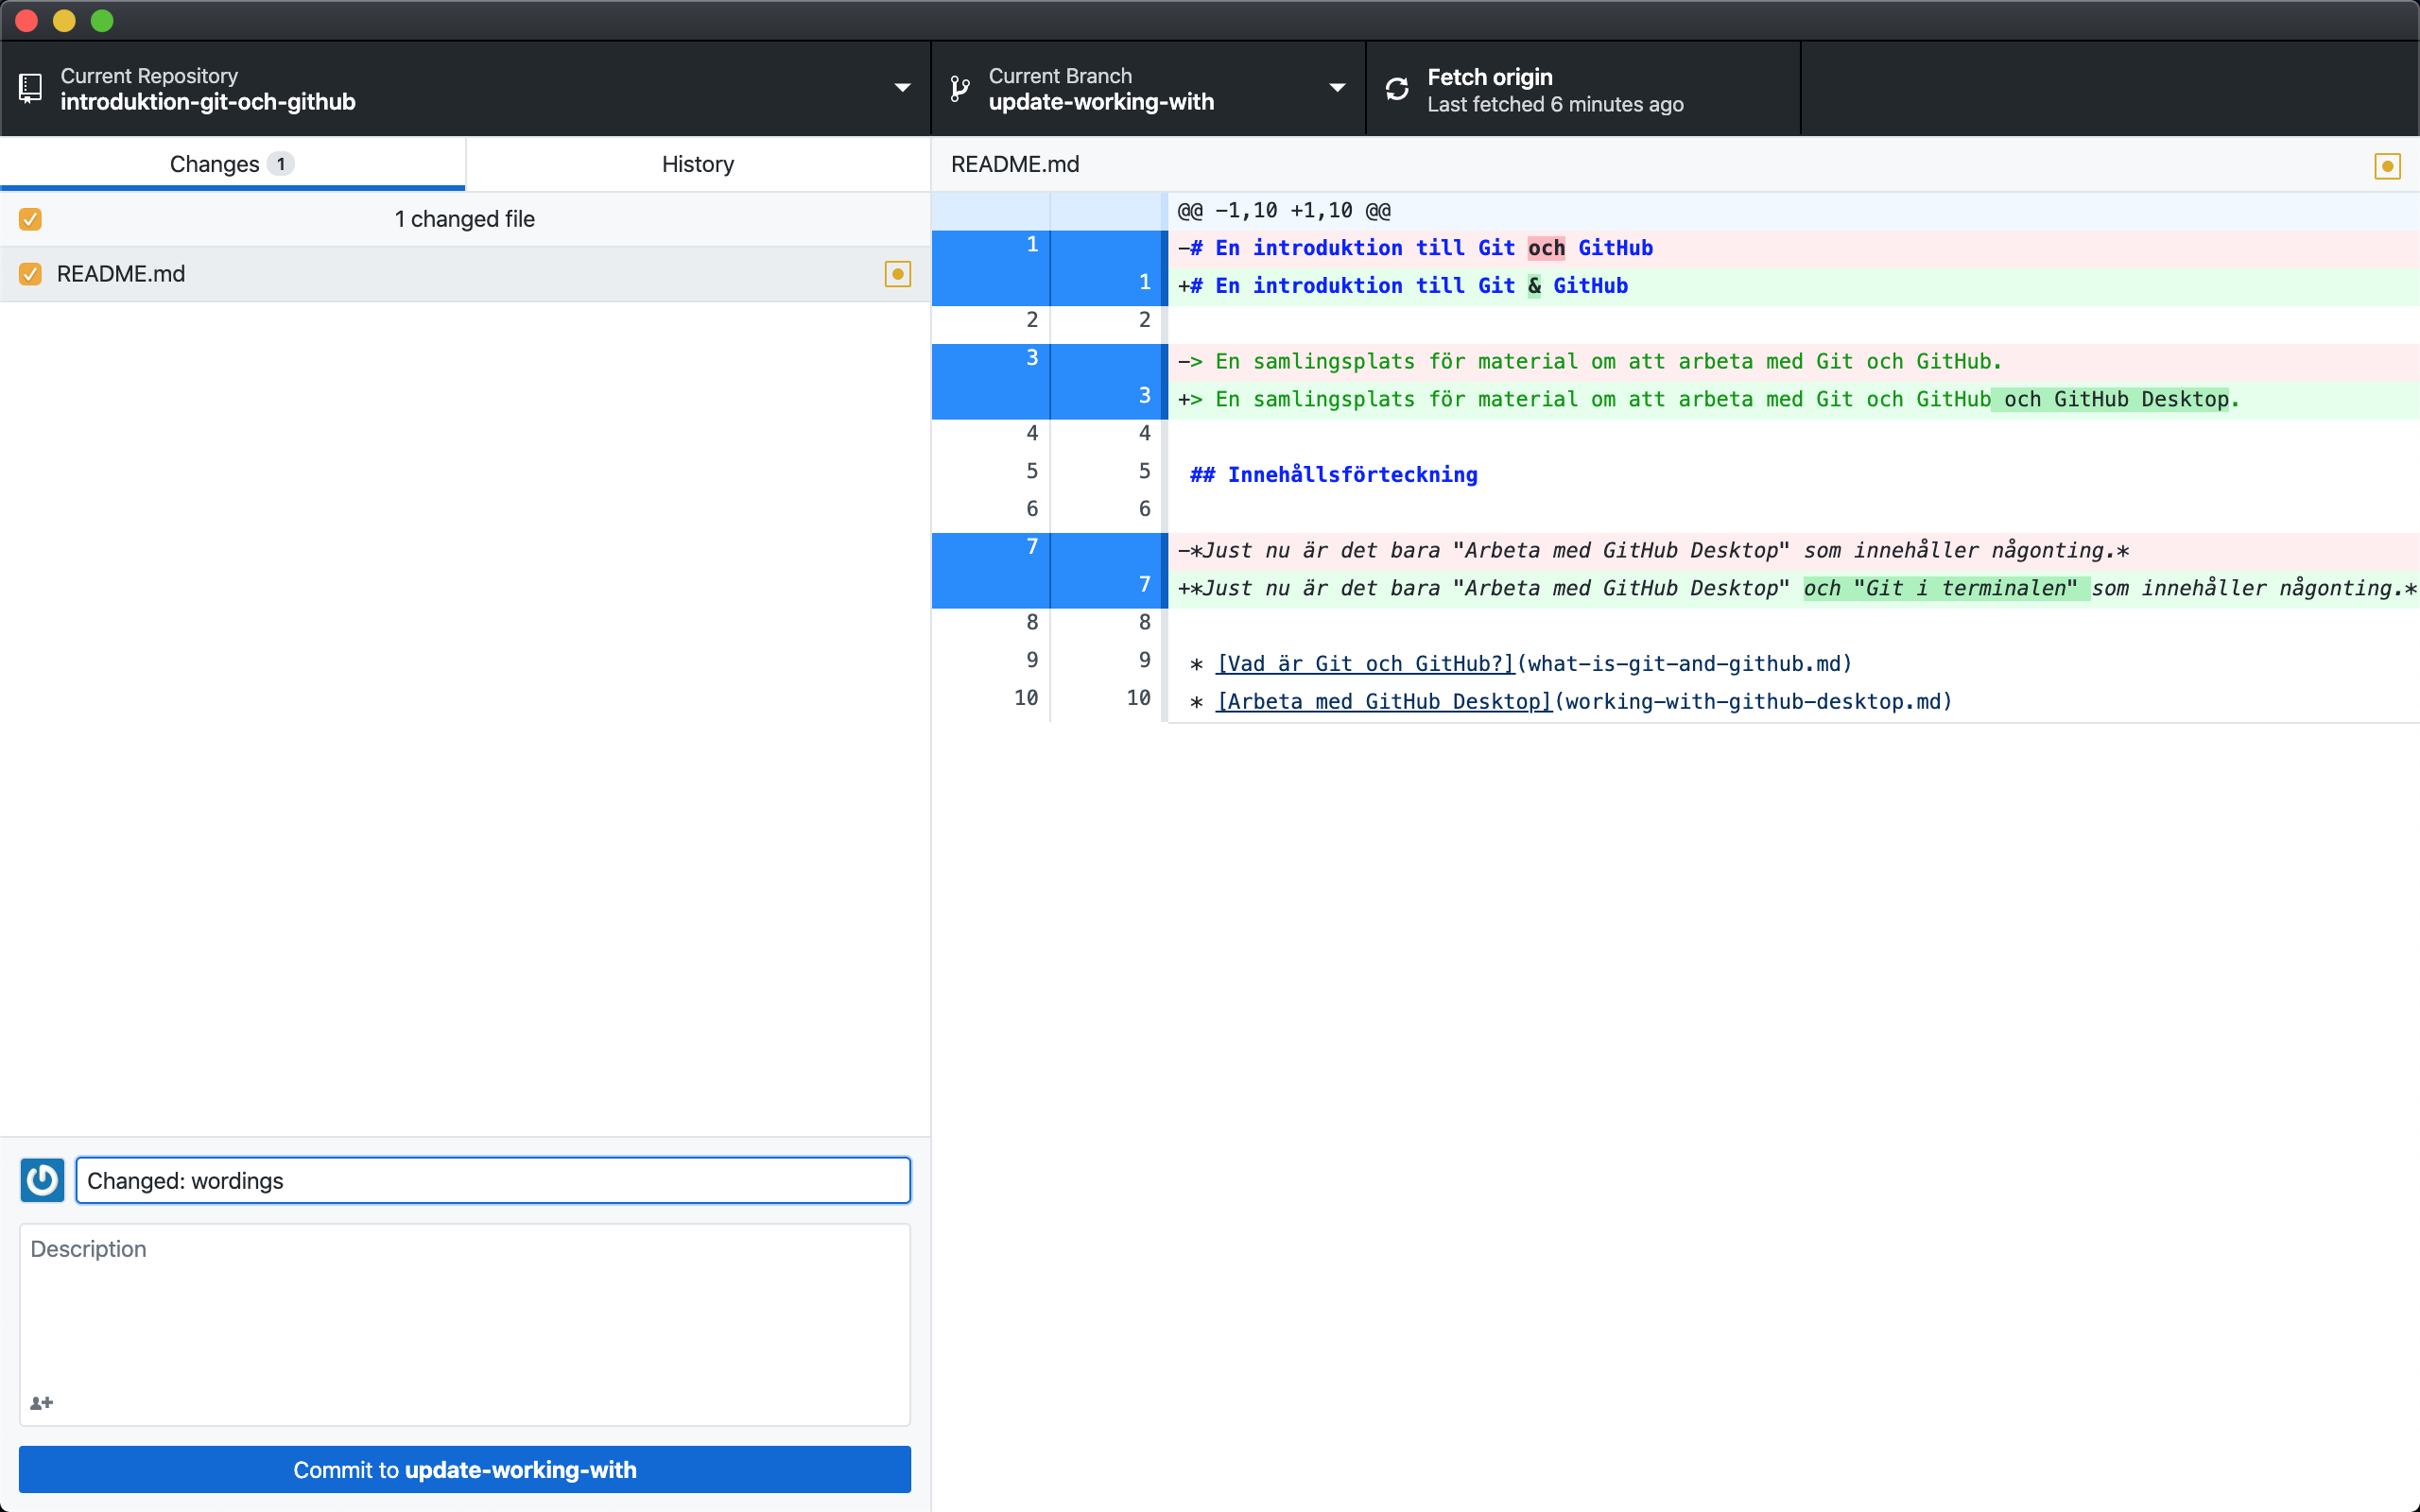 Current Repository
introduktion-git-och-github
Current Branch
update-working-with
Fetch origin
Last fetched 6 minutes ago
Changes 1
History
README.md
1 changed file
README.md
@@ -1,10 +1,10 @@
1 -# En introduktion till Git och GitHub
1 +# En introduktion till Git & GitHub
2 2
3 -> En samlingsplats för material om att arbeta med Git och GitHub.
3 +> En samlingsplats för material om att arbeta med Git och GitHub och GitHub Desktop.
4 4
5 5 ## Innehållsförteckning
6 6
7 -*Just nu är det bara "Arbeta med GitHub Desktop" som innehåller någonting.*
7 +*Just nu är det bara "Arbeta med GitHub Desktop" och "Git i terminalen" som innehåller någonting.*
8 8
9 9 * [Vad är Git och GitHub?](what-is-git-and-github.md)
10 10 * [Arbeta med GitHub Desktop](working-with-github-desktop.md)
Changed: wordings
Description
Commit to update-working-with